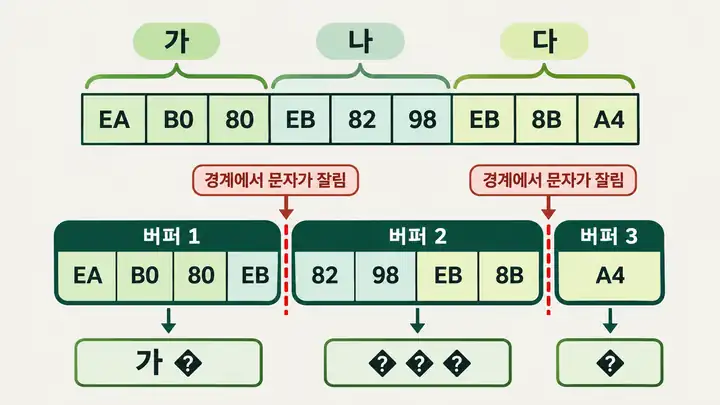 가 나 다
EA B0 80 EB 82 98 EB 8B A4
경계에서 문자가 잘림 경계에서 문자가 잘림
버퍼 1 버퍼 2 버퍼 3
EA B0 80 EB 82 98 EB 8B A4
가 � � � � �